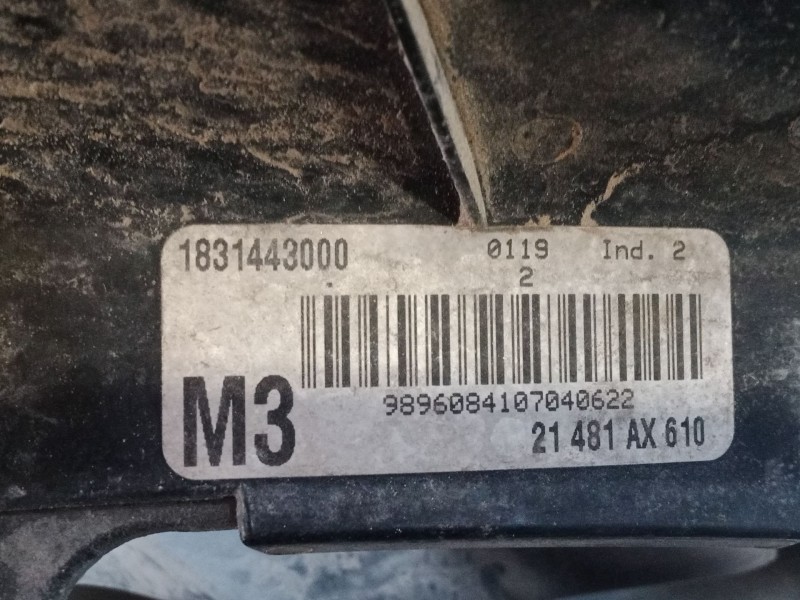 1831443000 0119 Ind. 2
2
9896084107040622
M3
21 481 AX 610